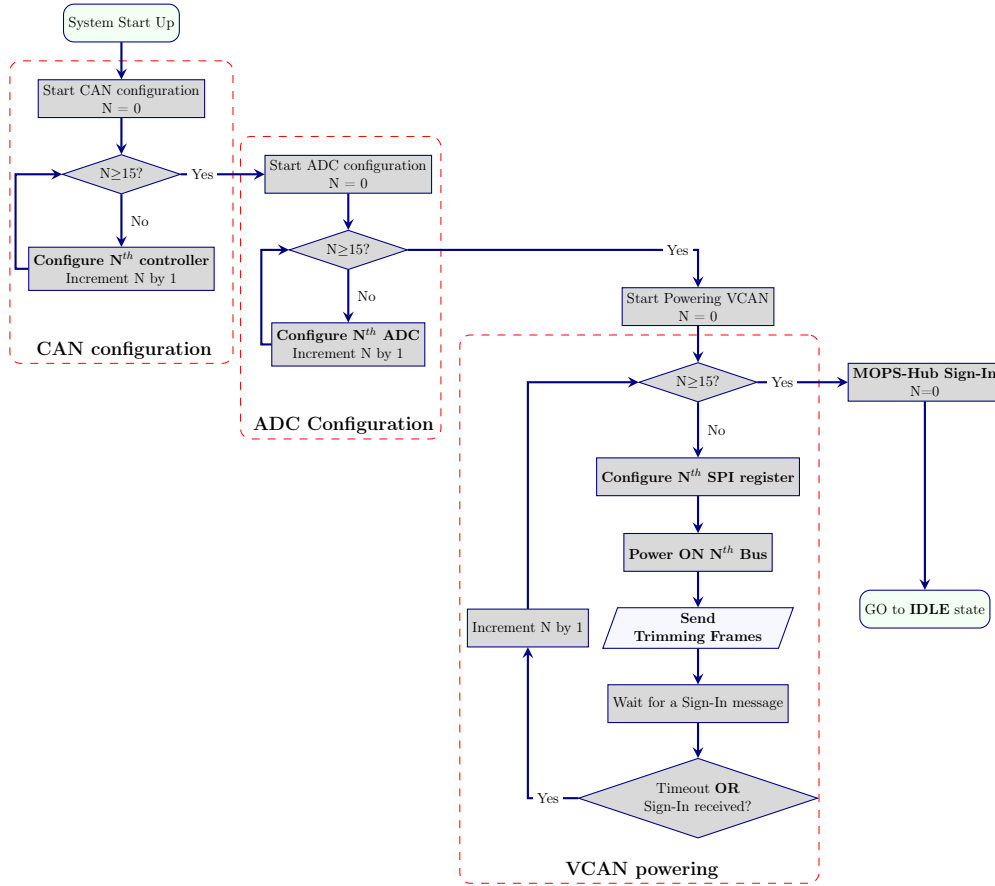 System Start Up
Start CAN configuration
N = 0
N≥15?
Yes
No
Configure N^th controller
Increment N by 1
CAN configuration
Start ADC configuration
N = 0
N≥15?
Yes
No
Configure N^th ADC
Increment N by 1
ADC Configuration
Start Powering VCAN
N = 0
N≥15?
Yes
No
MOPS-Hub Sign-In
N=0
GO to IDLE state
Configure N^th SPI register
Power ON N^th Bus
Send
Trimming Frames
Increment N by 1
Wait for a Sign-In message
Timeout OR
Sign-In received?
Yes
VCAN powering